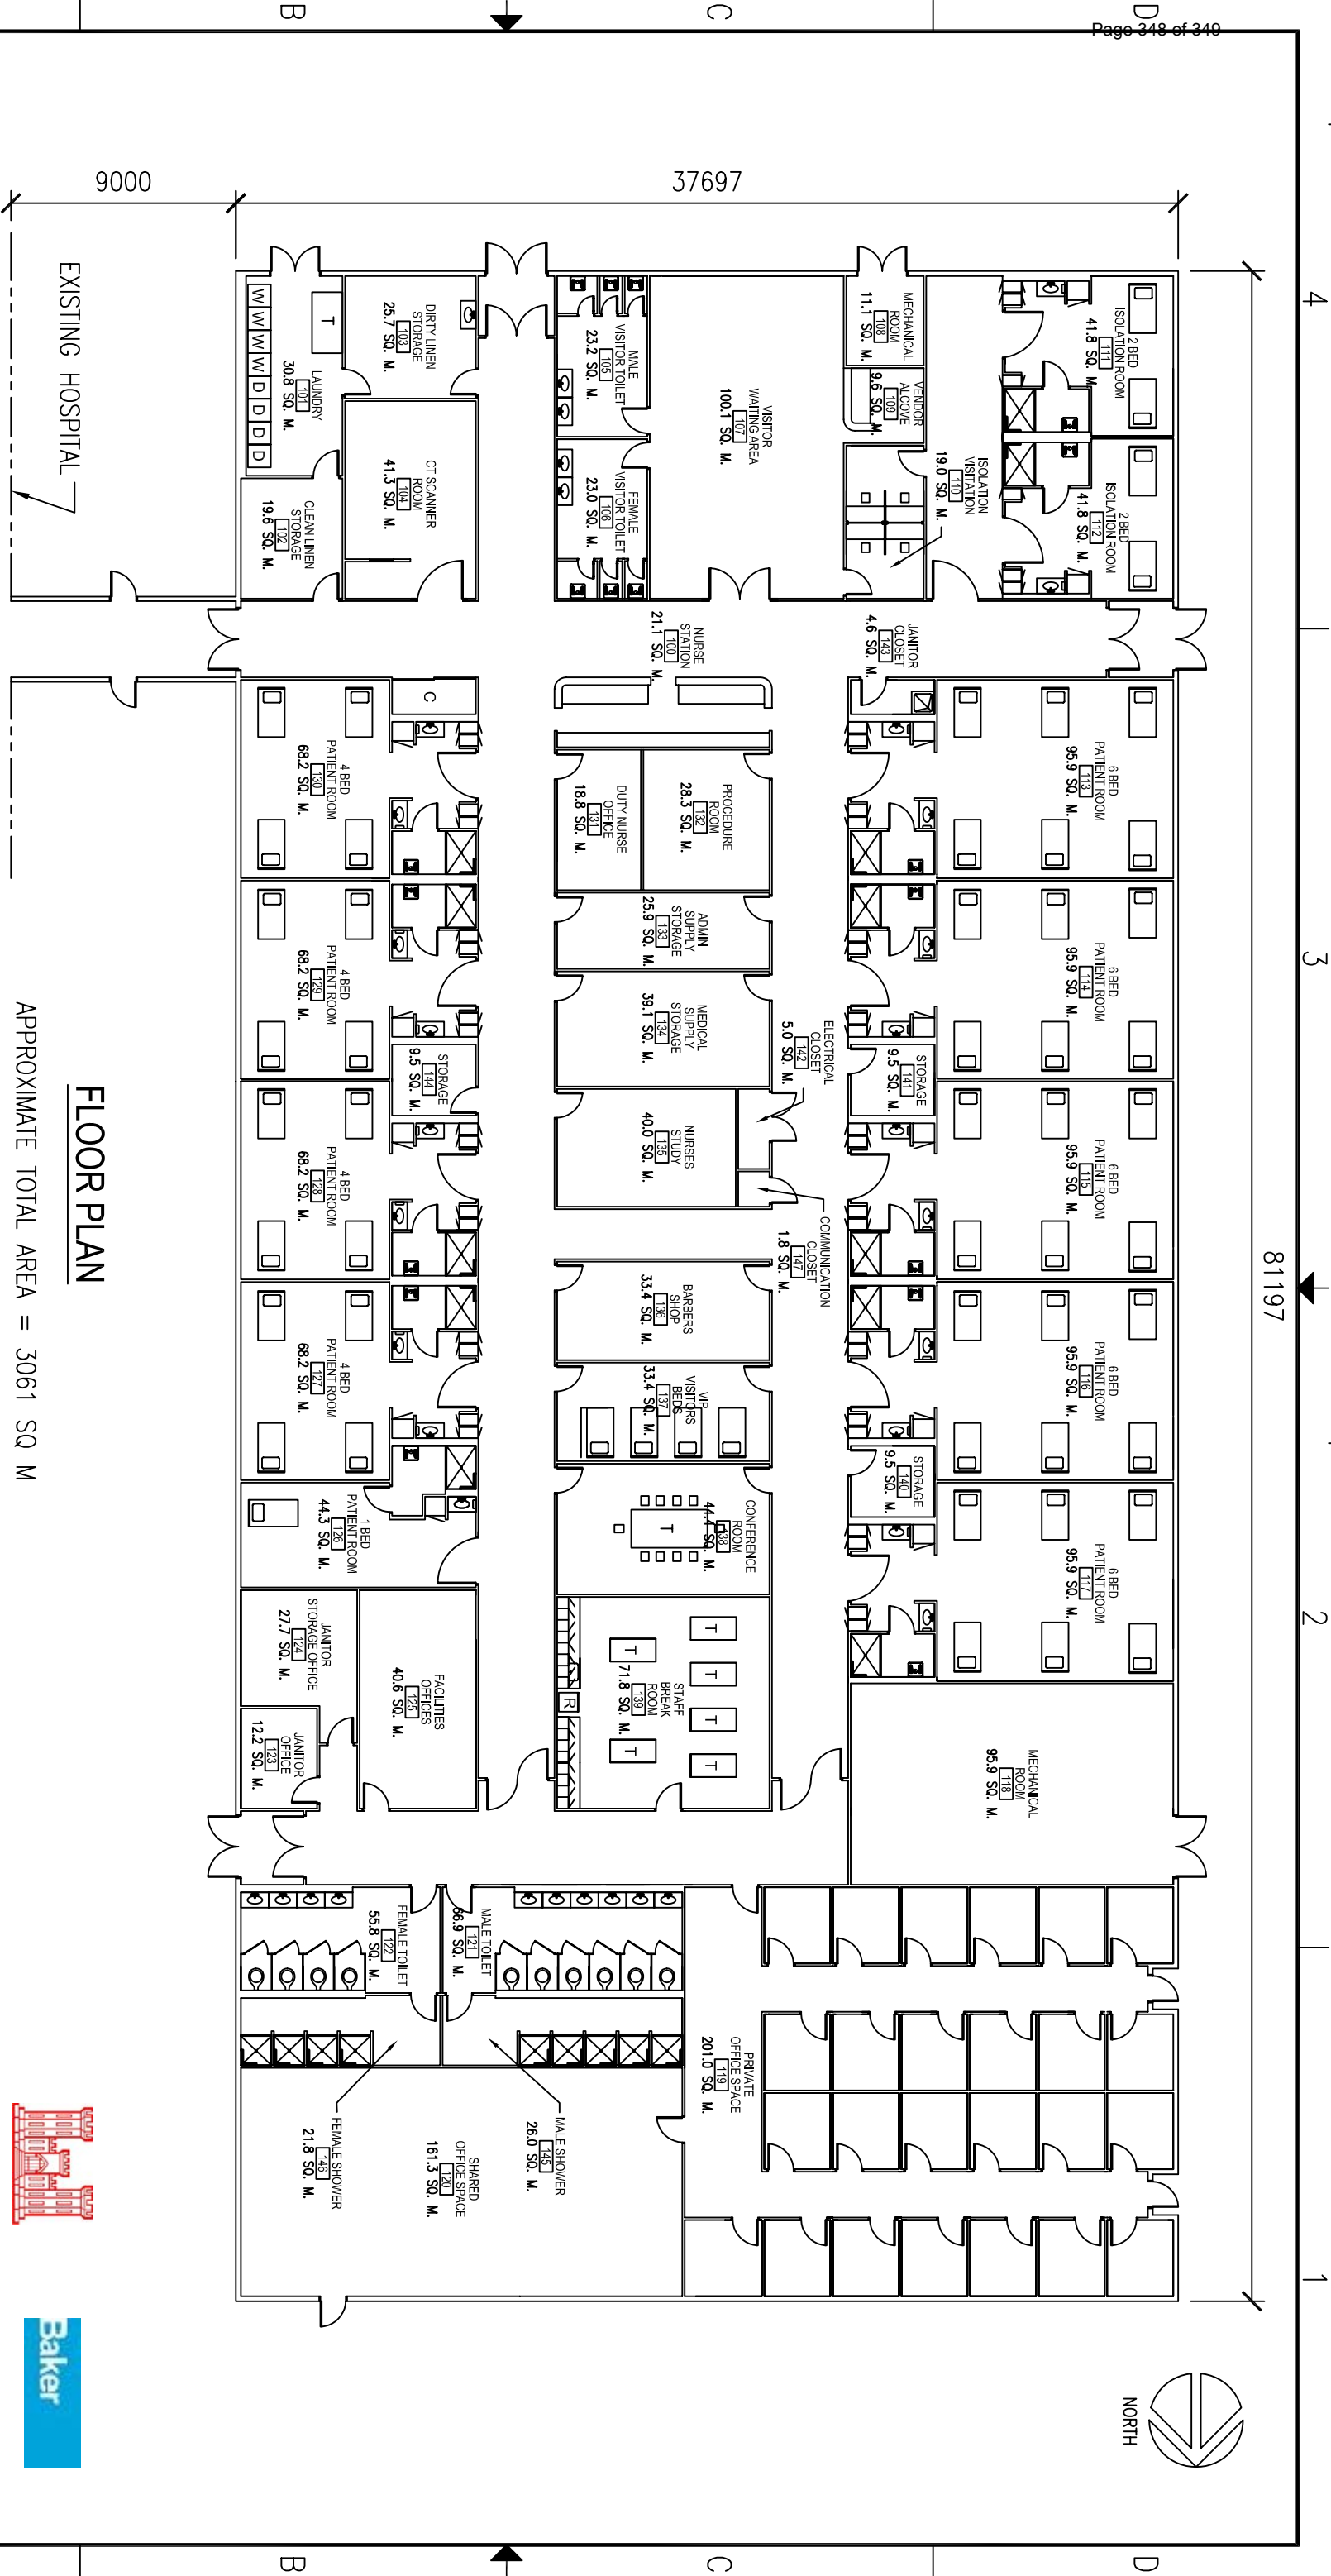 Page 348 of 349
D
C
B
4
3
2
1
D
C
B
81197
37697
9000
NORTH
2 BED
ISOLATION ROOM
111
41.8 SQ. M.
2 BED
ISOLATION ROOM
112
41.8 SQ. M.
6 BED
PATIENT ROOM
113
95.9 SQ. M.
6 BED
PATIENT ROOM
114
95.9 SQ. M.
6 BED
PATIENT ROOM
115
95.9 SQ. M.
6 BED
PATIENT ROOM
116
95.9 SQ. M.
6 BED
PATIENT ROOM
117
95.9 SQ. M.
MECHANICAL
ROOM
118
95.9 SQ. M.
ISOLATION
VISITATION
110
19.0 SQ. M.
MECHANICAL
ROOM
108
11.1 SQ. M.
VENDOR
ALCOVE
109
9.6 SQ. M.
JANITOR
CLOSET
143
4.6 SQ. M.
STORAGE
141
9.5 SQ. M.
STORAGE
140
9.5 SQ. M.
ELECTRICAL
CLOSET
142
5.0 SQ. M.
COMMUNICATION
CLOSET
147
1.8 SQ. M.
VISITOR
WAITING AREA
107
100.1 SQ. M.
MALE
VISITOR TOILET
105
23.2 SQ. M.
FEMALE
VISITOR TOILET
106
23.0 SQ. M.
NURSE
STATION
100
21.1 SQ. M.
PROCEDURE
ROOM
132
28.3 SQ. M.
DUTY NURSE
OFFICE
131
18.8 SQ. M.
ADMIN
SUPPLY
STORAGE
133
25.9 SQ. M.
MEDICAL
SUPPLY
STORAGE
134
39.1 SQ. M.
NURSES
STUDY
135
40.0 SQ. M.
BARBERS
SHOP
136
33.4 SQ. M.
VIP
VISITORS
BEDS
137
33.4 SQ. M.
CONFERENCE
ROOM
138
44.4 SQ. M.
T
STAFF
BREAK
ROOM
139
71.8 SQ. M.
T
T
T
T
T
T
R
PRIVATE
OFFICE SPACE
119
201.0 SQ. M.
DIRTY LINEN
STORAGE
103
25.7 SQ. M.
CT SCANNER
ROOM
104
41.3 SQ. M.
LAUNDRY
101
30.8 SQ. M.
T
W
W
W
W
D
D
D
D
CLEAN LINEN
STORAGE
102
19.6 SQ. M.
C
4 BED
PATIENT ROOM
130
68.2 SQ. M.
4 BED
PATIENT ROOM
129
68.2 SQ. M.
STORAGE
144
9.5 SQ. M.
4 BED
PATIENT ROOM
128
68.2 SQ. M.
4 BED
PATIENT ROOM
127
68.2 SQ. M.
1 BED
PATIENT ROOM
126
44.3 SQ. M.
FACILITIES
OFFICES
125
40.6 SQ. M.
JANITOR
STORAGE OFFICE
124
27.7 SQ. M.
JANITOR
OFFICE
123
12.2 SQ. M.
MALE TOILET
121
66.9 SQ. M.
FEMALE TOILET
122
55.8 SQ. M.
MALE SHOWER
145
26.0 SQ. M.
FEMALE SHOWER
146
21.8 SQ. M.
SHARED
OFFICE SPACE
120
161.3 SQ. M.
EXISTING HOSPITAL
FLOOR PLAN
APPROXIMATE TOTAL AREA = 3061 SQ M
Baker